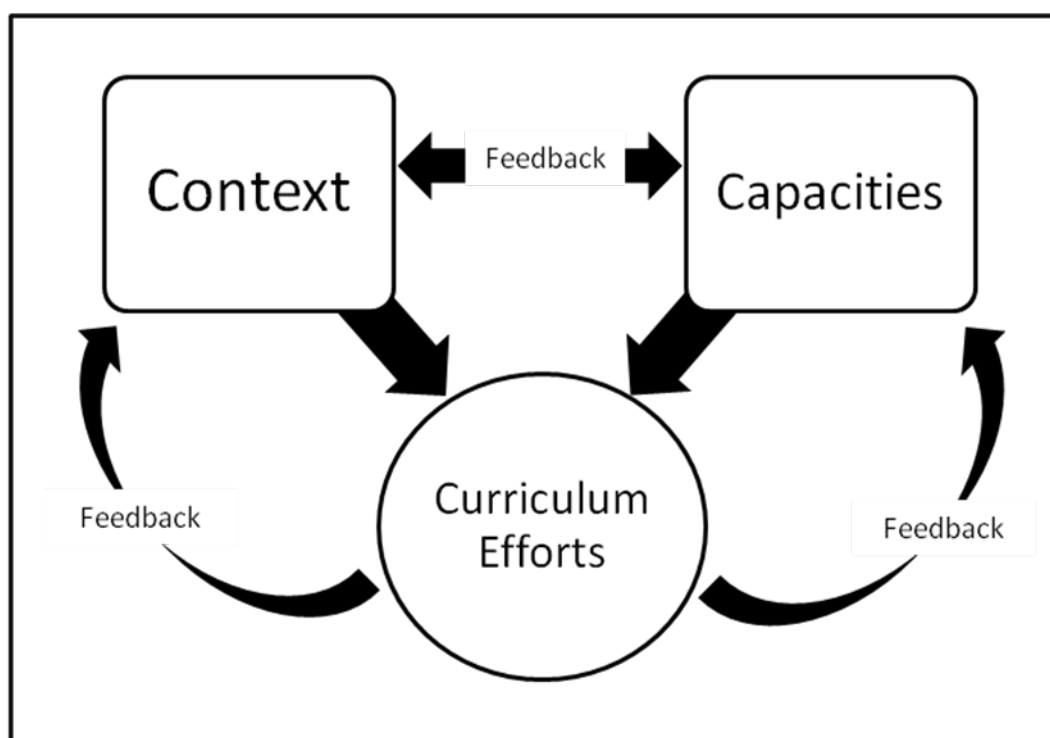 Context
Feedback
Capacities
Curriculum
Efforts
Feedback
Feedback